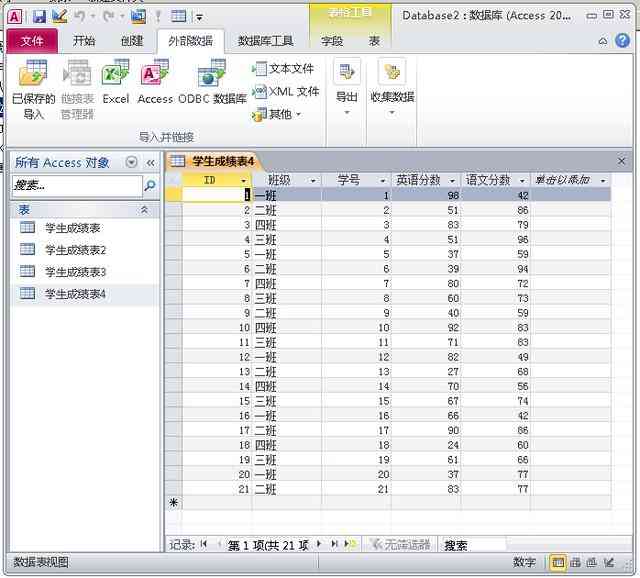 Database2 : 数据库 (Access 20...
表格工具
文件 开始 创建 外部数据 数据库工具 字段 表
已保存的导入
链接表管理器
Excel
Access
ODBC 数据库
文本文件
XML 文件
其他
导出
收集数据
导入并链接
所有 Access 对象
搜索...
表
学生成绩表
学生成绩表2
学生成绩表3
学生成绩表4
学生成绩表4
ID 班级 学号 英语分数 语文分数 单击以添加
1 一班 1 98 42
2 二班 2 51 86
3 四班 3 83 79
4 三班 4 51 96
5 一班 5 37 59
6 二班 6 39 94
7 四班 7 80 72
8 三班 8 60 73
9 二班 9 40 59
10 四班 10 92 83
11 三班 11 71 83
12 一班 12 82 49
13 二班 13 27 68
14 四班 14 70 56
15 三班 15 67 74
16 一班 16 66 42
17 二班 17 90 86
18 四班 18 24 60
19 三班 19 61 66
20 一班 20 37 77
21 二班 21 83 77
记录: 第 1 项(共 21 项 无筛选器 搜索
数据表视图 数字